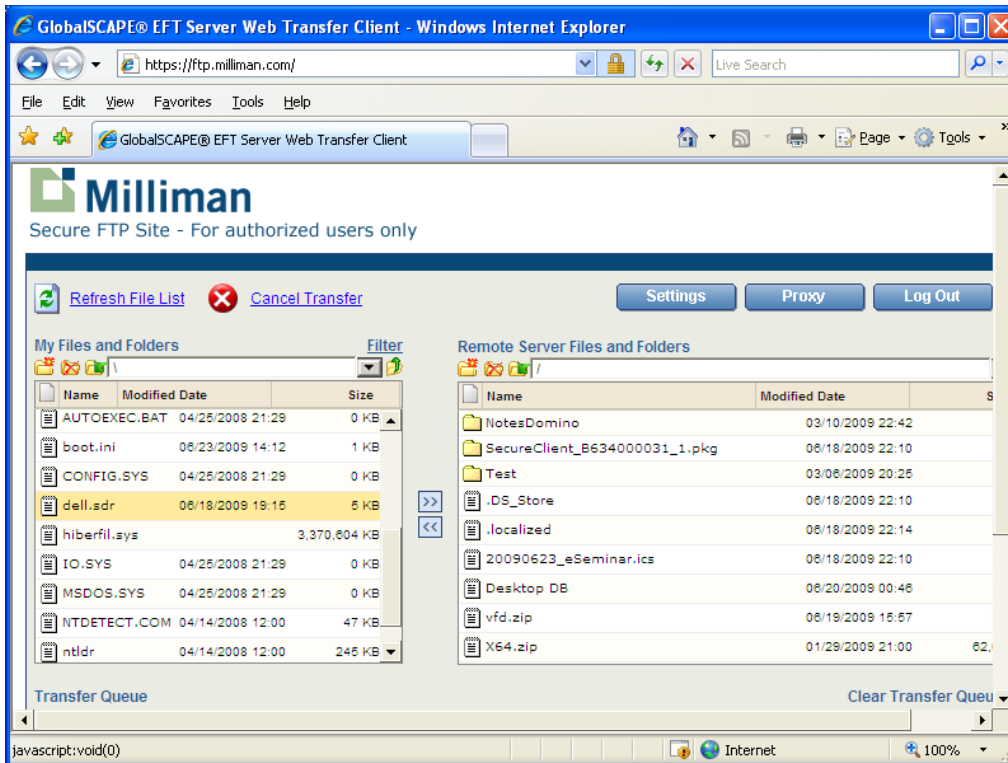 GlobalSCAPE® EFT Server Web Transfer Client - Windows Internet Explorer
https://ftp.milliman.com/
Live Search
File Edit View Favorites Tools Help
GlobalSCAPE® EFT Server Web Transfer Client
Page Tools »
Milliman
Secure FTP Site - For authorized users only
Refresh File List Cancel Transfer Settings Proxy Log Out
My Files and Folders Filter
\
Name Modified Date Size
AUTOEXEC.BAT 04/25/2008 21:29 0 KB
boot.ini 06/23/2009 14:12 1 KB
CONFIG.SYS 04/25/2008 21:29 0 KB
dell.sdr 06/18/2009 19:15 5 KB
hiberfil.sys 3,370,604 KB
IO.SYS 04/25/2008 21:29 0 KB
MSDOS.SYS 04/25/2008 21:29 0 KB
NTDETECT.COM 04/14/2008 12:00 47 KB
ntldr 04/14/2008 12:00 245 KB
>>
<<
Remote Server Files and Folders
/
Name Modified Date S
NotesDomino 03/10/2009 22:42
SecureClient_B634000031_1.pkg 06/18/2009 22:10
Test 03/06/2009 20:25
.DS_Store 06/18/2009 22:10
.localized 06/18/2009 22:14
20090623_eSeminar.ics 06/18/2009 22:10
Desktop DB 06/20/2009 00:46
vfd.zip 06/19/2009 15:57
X64.zip 01/29/2009 21:00 62,
Transfer Queue Clear Transfer Queu
javascript:void(0) Internet 100%